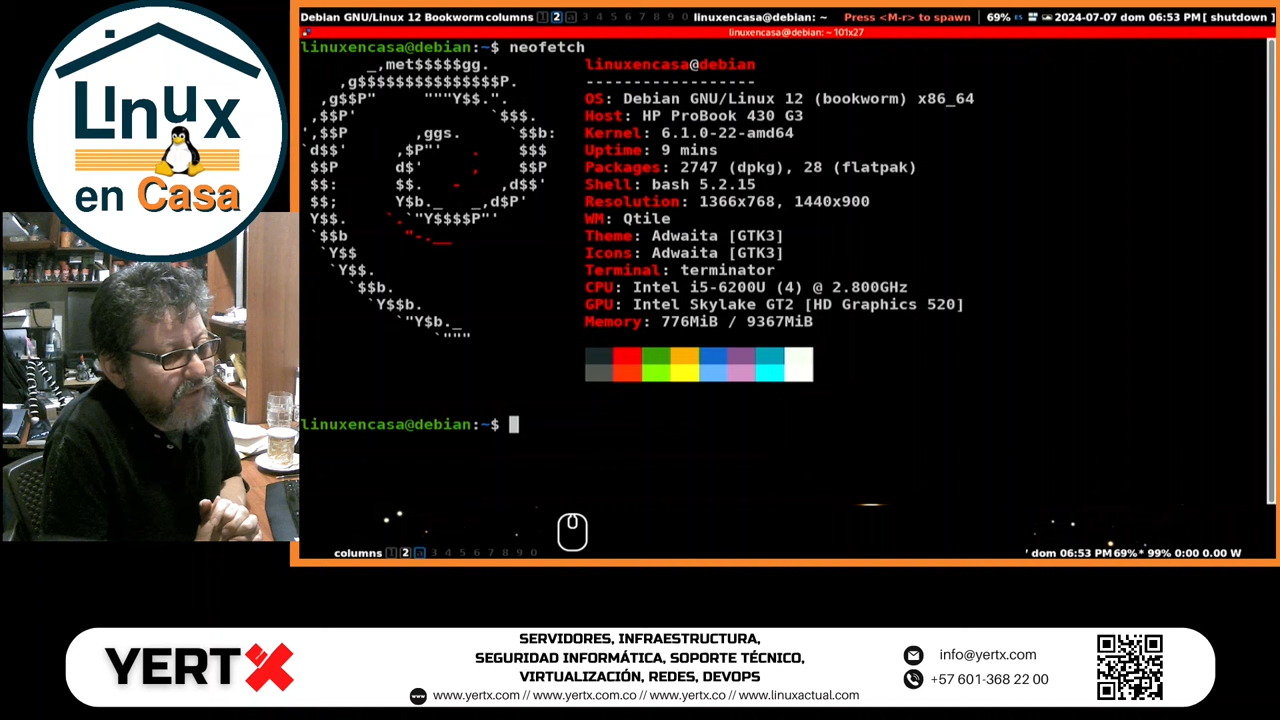 Linux
en Casa
Debian GNU/Linux 12 Bookworm columns 1 2 a 3 4 5 6 7 8 9 0 linuxencasa@debian: ~ Press <M-r> to spawn 69% ES 2024-07-07 dom 06:53 PM [ shutdown ]
linuxencasa@debian: ~ 101x27
linuxencasa@debian:~$ neofetch
linuxencasa@debian
-------------------
OS: Debian GNU/Linux 12 (bookworm) x86_64
Host: HP ProBook 430 G3
Kernel: 6.1.0-22-amd64
Uptime: 9 mins
Packages: 2747 (dpkg), 28 (flatpak)
Shell: bash 5.2.15
Resolution: 1366x768, 1440x900
WM: Qtile
Theme: Adwaita [GTK3]
Icons: Adwaita [GTK3]
Terminal: terminator
CPU: Intel i5-6200U (4) @ 2.800GHz
GPU: Intel Skylake GT2 [HD Graphics 520]
Memory: 776MiB / 9367MiB
linuxencasa@debian:~$
columns 1 2 a 3 4 5 6 7 8 9 0
' dom 06:53 PM 69% * 99% 0:00 0.00 W
YERTX
SERVIDORES, INFRAESTRUCTURA,
SEGURIDAD INFORMÁTICA, SOPORTE TÉCNICO,
VIRTUALIZACIÓN, REDES, DEVOPS
www.yertx.com // www.yertx.com.co // www.yertx.co // www.linuxactual.com
info@yertx.com
+57 601-368 22 00